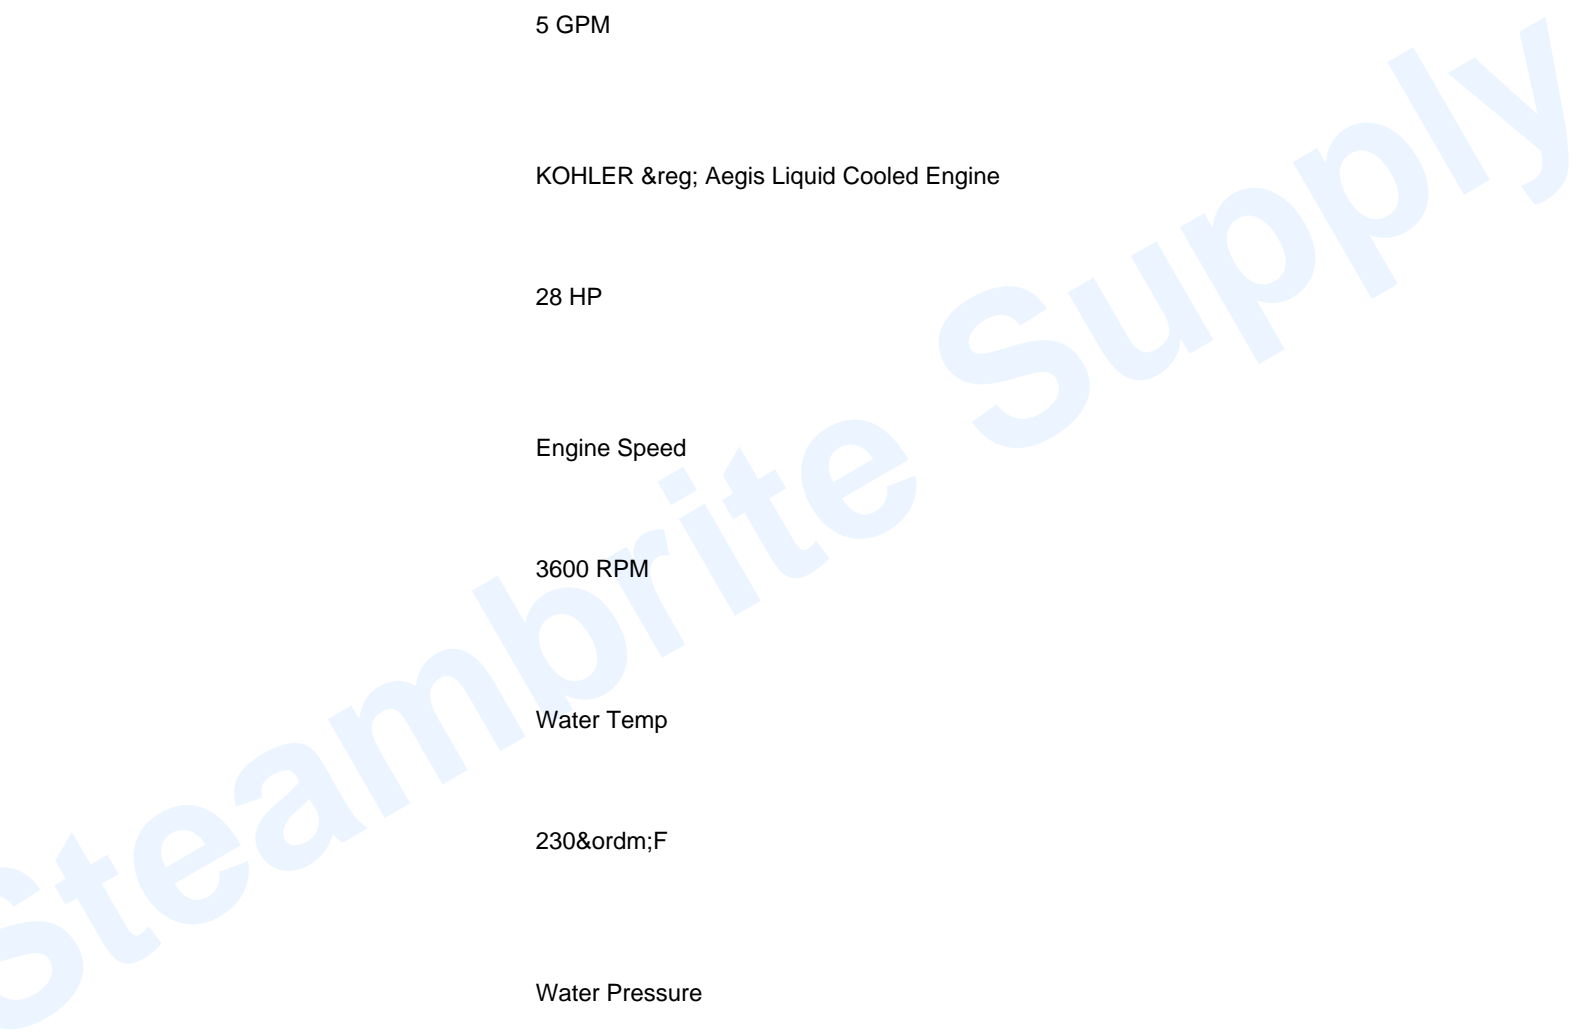 5 GPM
KOHLER &reg; Aegis Liquid Cooled Engine
28 HP
Engine Speed
3600 RPM
Water Temp
230&ordm;F
Water Pressure
Steambrite Supply